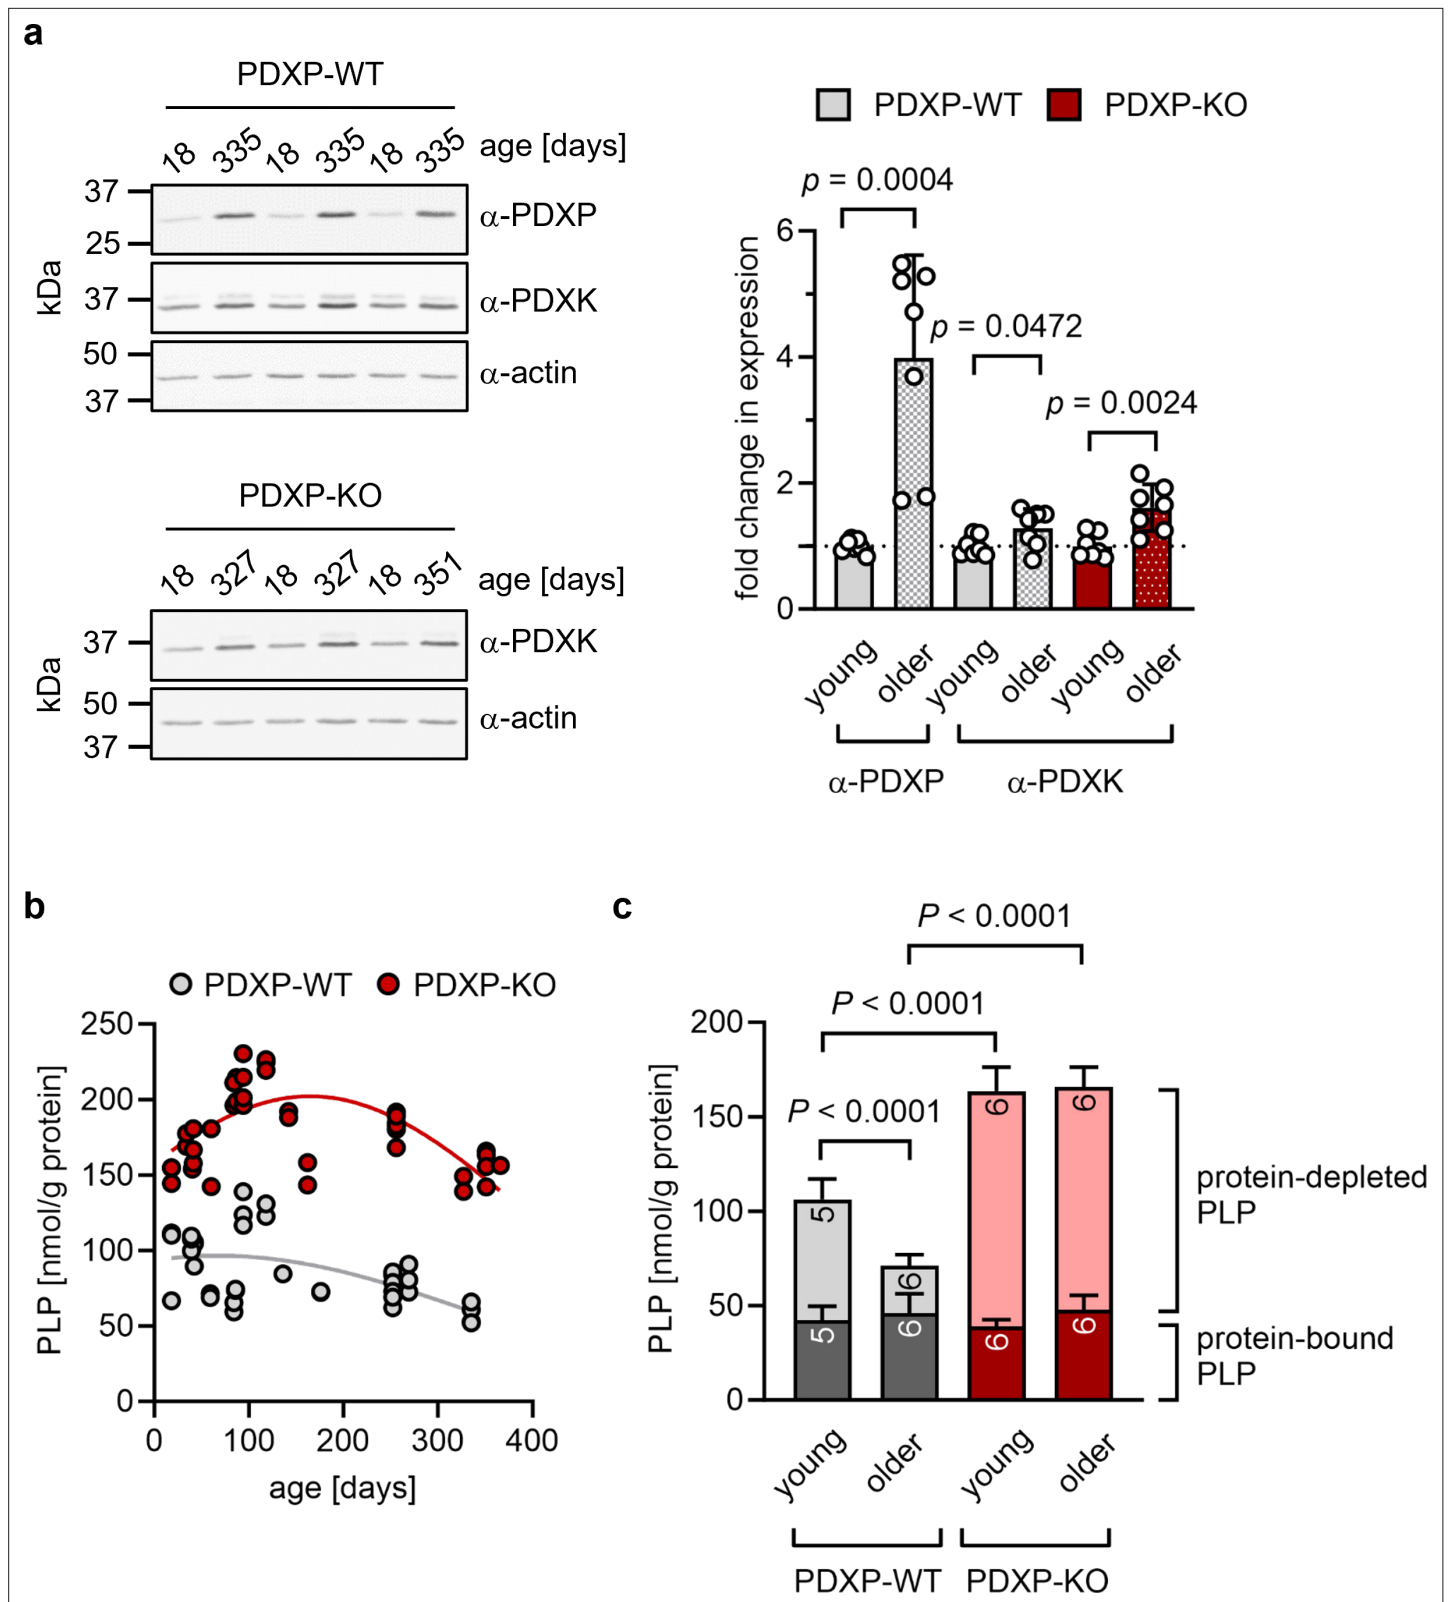 a
PDXP-WT
18 335 18 335 18 335 age [days]
37
25
α-PDXP
kDa
37
α-PDXK
50
37
α-actin
PDXP-KO
18 327 18 327 18 351 age [days]
kDa
37
α-PDXK
50
37
α-actin
PDXP-WT PDXP-KO
p = 0.0004
p = 0.0472
p = 0.0024
fold change in expression
6
4
2
0
young older young older young older
α-PDXP α-PDXK
b
PDXP-WT PDXP-KO
PLP [nmol/g protein]
250
200
150
100
50
0
0 100 200 300 400
age [days]
c
P < 0.0001
P < 0.0001
P < 0.0001
PLP [nmol/g protein]
200
150
100
50
0
5 6 6 6
5 6 6 6
protein-depleted
PLP
protein-bound
PLP
young older young older
PDXP-WT PDXP-KO